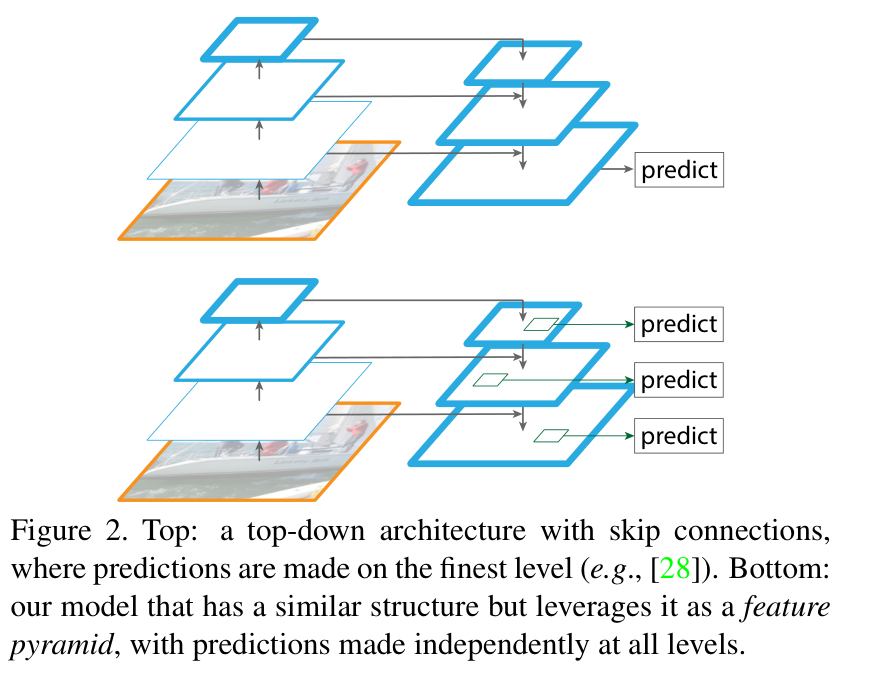 predict
predict
predict
predict
Figure 2. Top: a top-down architecture with skip connections,
where predictions are made on the finest level (e.g., [28]). Bottom:
our model that has a similar structure but leverages it as a feature
pyramid, with predictions made independently at all levels.